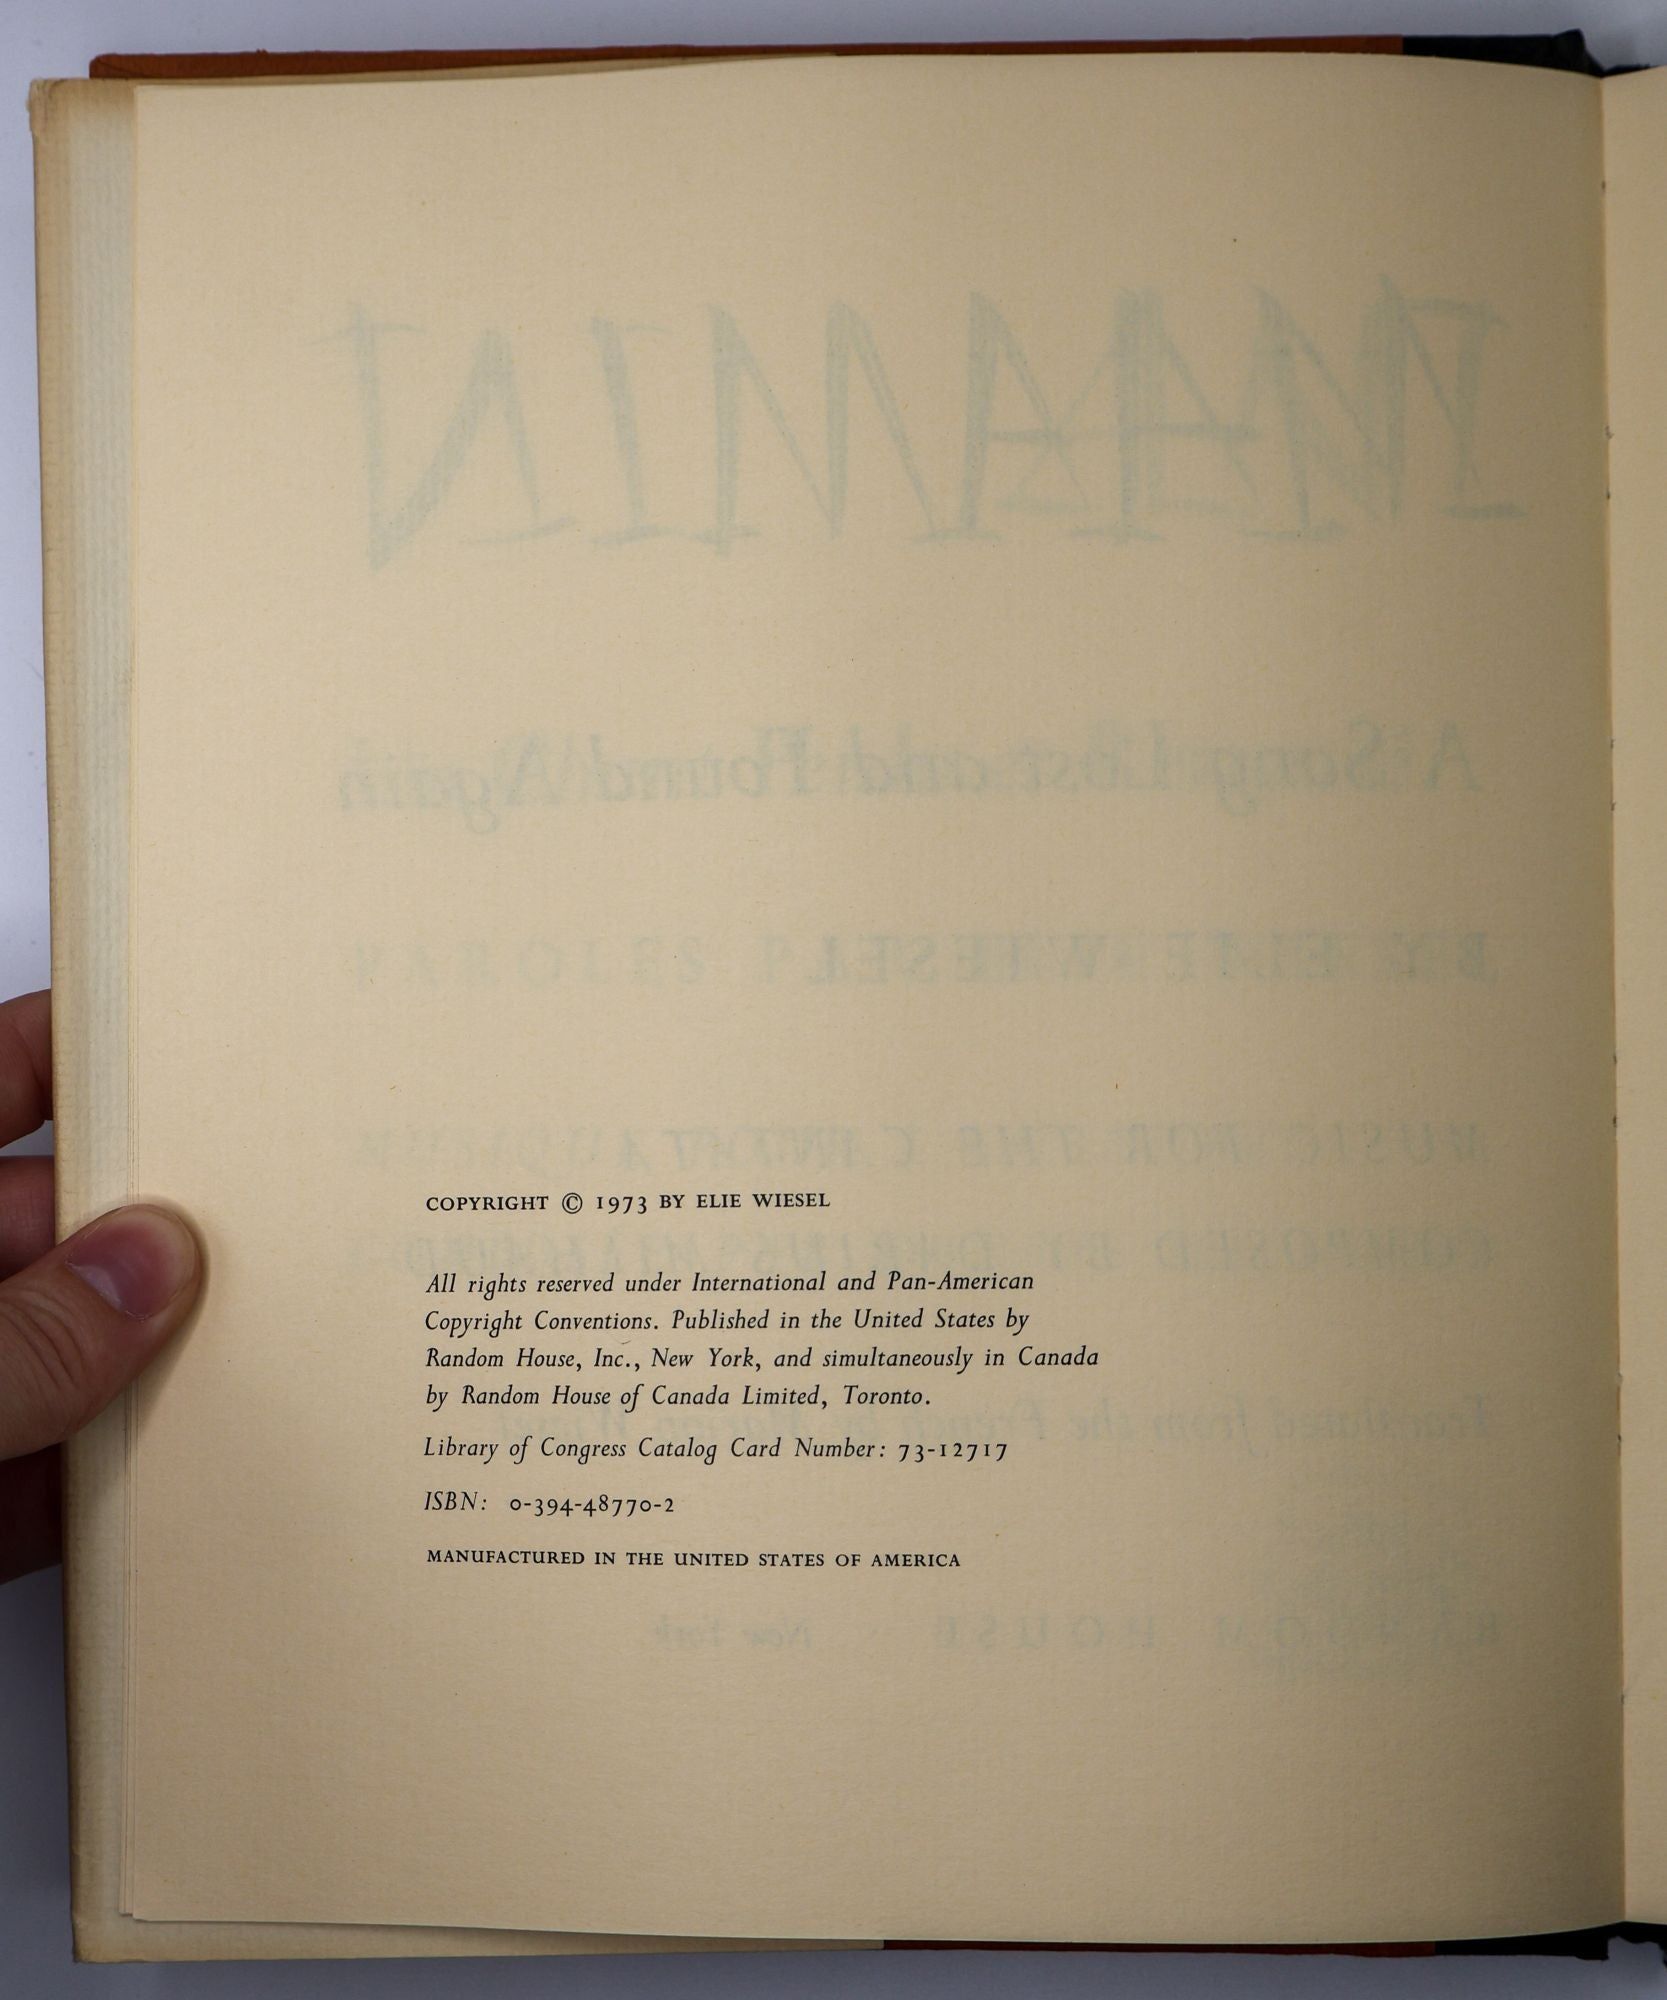 COPYRIGHT © 1973 BY ELIE WIESEL
All rights reserved under International and Pan-American
Copyright Conventions. Published in the United States by
Random House, Inc., New York, and simultaneously in Canada
by Random House of Canada Limited, Toronto.
Library of Congress Catalog Card Number: 73-12717
ISBN: 0-394-48770-2
MANUFACTURED IN THE UNITED STATES OF AMERICA